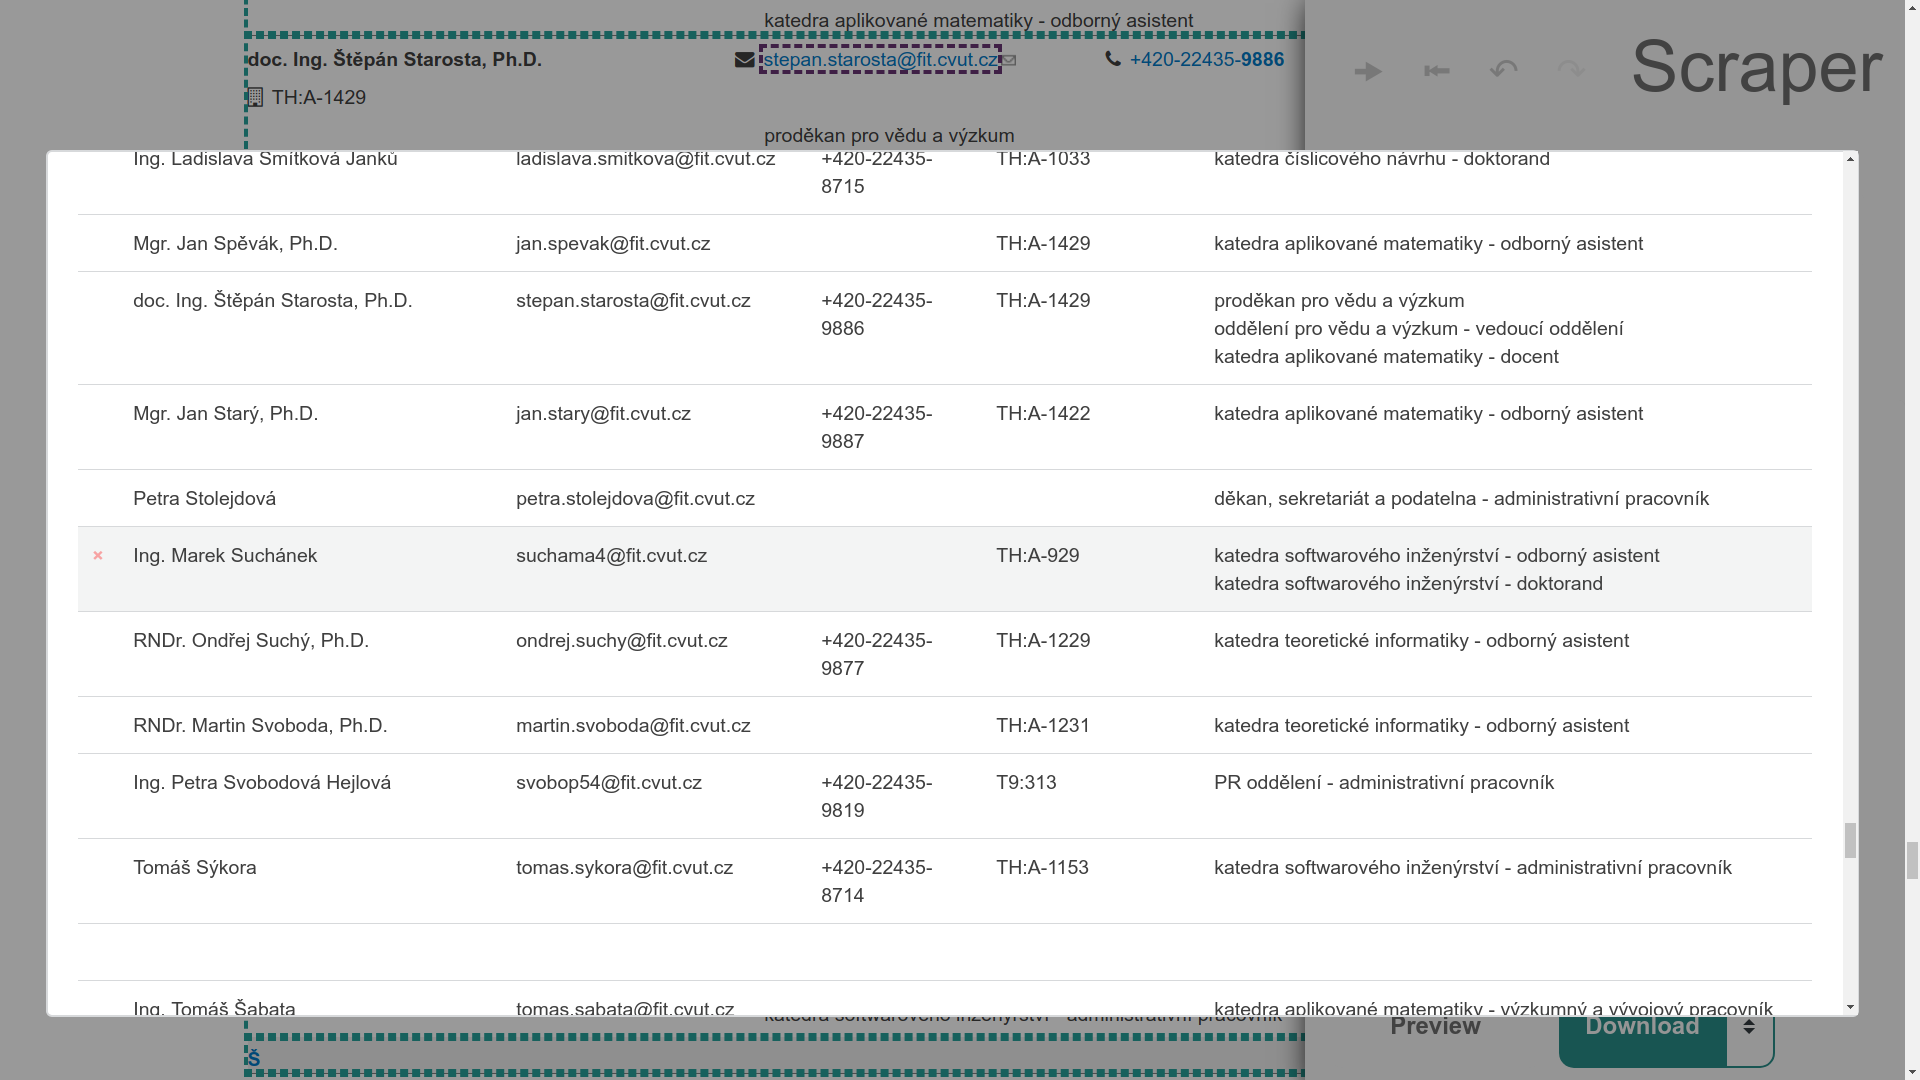 katedra aplikované matematiky - odborný asistent
doc. Ing. Štěpán Starosta, Ph.D.
stepan.starosta@fit.cvut.cz
+420-22435-9886
Scraper
TH:A-1429
proděkan pro vědu a výzkum
Ing. Ladislava Smítková Janků
ladislava.smitkova@fit.cvut.cz
+420-22435-
8715
TH:A-1033
katedra číslicového návrhu - doktorand
Mgr. Jan Spěvák, Ph.D.
jan.spevak@fit.cvut.cz
TH:A-1429
katedra aplikované matematiky - odborný asistent
doc. Ing. Štěpán Starosta, Ph.D.
stepan.starosta@fit.cvut.cz
+420-22435-
9886
TH:A-1429
proděkan pro vědu a výzkum
oddělení pro vědu a výzkum - vedoucí oddělení
katedra aplikované matematiky - docent
Mgr. Jan Starý, Ph.D.
jan.stary@fit.cvut.cz
+420-22435-
9887
TH:A-1422
katedra aplikované matematiky - odborný asistent
Petra Stolejdová
petra.stolejdova@fit.cvut.cz
děkan, sekretariát a podatelna - administrativní pracovník
Ing. Marek Suchánek
suchama4@fit.cvut.cz
TH:A-929
katedra softwarového inženýrství - odborný asistent
katedra softwarového inženýrství - doktorand
RNDr. Ondřej Suchý, Ph.D.
ondrej.suchy@fit.cvut.cz
+420-22435-
9877
TH:A-1229
katedra teoretické informatiky - odborný asistent
RNDr. Martin Svoboda, Ph.D.
martin.svoboda@fit.cvut.cz
TH:A-1231
katedra teoretické informatiky - odborný asistent
Ing. Petra Svobodová Hejlová
svobop54@fit.cvut.cz
+420-22435-
9819
T9:313
PR oddělení - administrativní pracovník
Tomáš Sýkora
tomas.sykora@fit.cvut.cz
+420-22435-
8714
TH:A-1153
katedra softwarového inženýrství - administrativní pracovník
Ing. Tomáš Šabata
tomas.sabata@fit.cvut.cz
katedra aplikované matematiky - výzkumný a vývojový pracovník
katedra softwarového inženýrství - administrativní pracovník
Preview
Download
Š